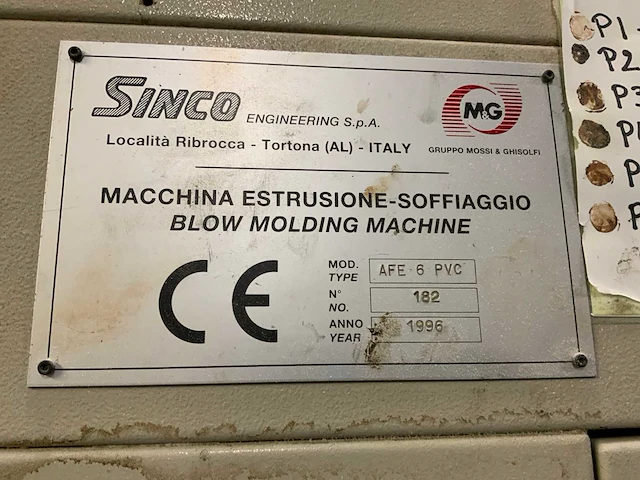 SINCO ENGINEERING S.p.A.
Località Ribrocca - Tortona (AL) - ITALY
M&G
GRUPPO MOSSI & GHISOLFI
MACCHINA ESTRUSIONE-SOFFIAGGIO
BLOW MOLDING MACHINE
CE
MOD. TYPE AFE 6 PVC
N° NO. 182
ANNO YEAR 1996
P1-
P2
P3